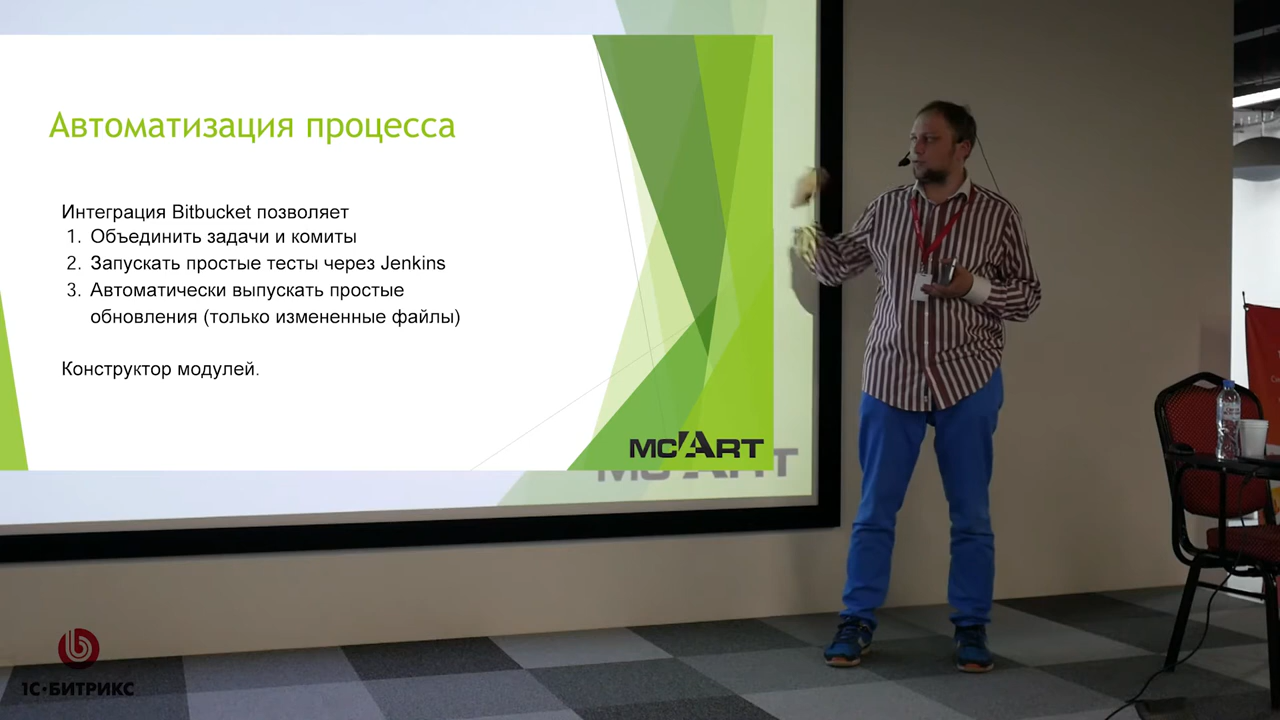 Автоматизация процесса
Интеграция Bitbucket позволяет
1. Объединить задачи и комиты
2. Запускать простые тесты через Jenkins
3. Автоматически выпускать простые
обновления (только измененные файлы)
Конструктор модулей.
MCART
MCART
1С·БИТРИКС